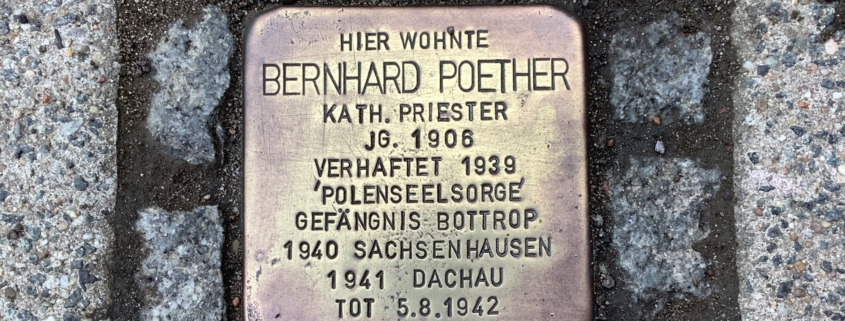 HIER WOHNTE
BERNHARD POETHER
KATH. PRIESTER
JG. 1906
VERHAFTET 1939
'POLENSEELSORGE'
GEFÄNGNIS BOTTROP
1940 SACHSENHAUSEN
1941 DACHAU
TOT 5.8.1942